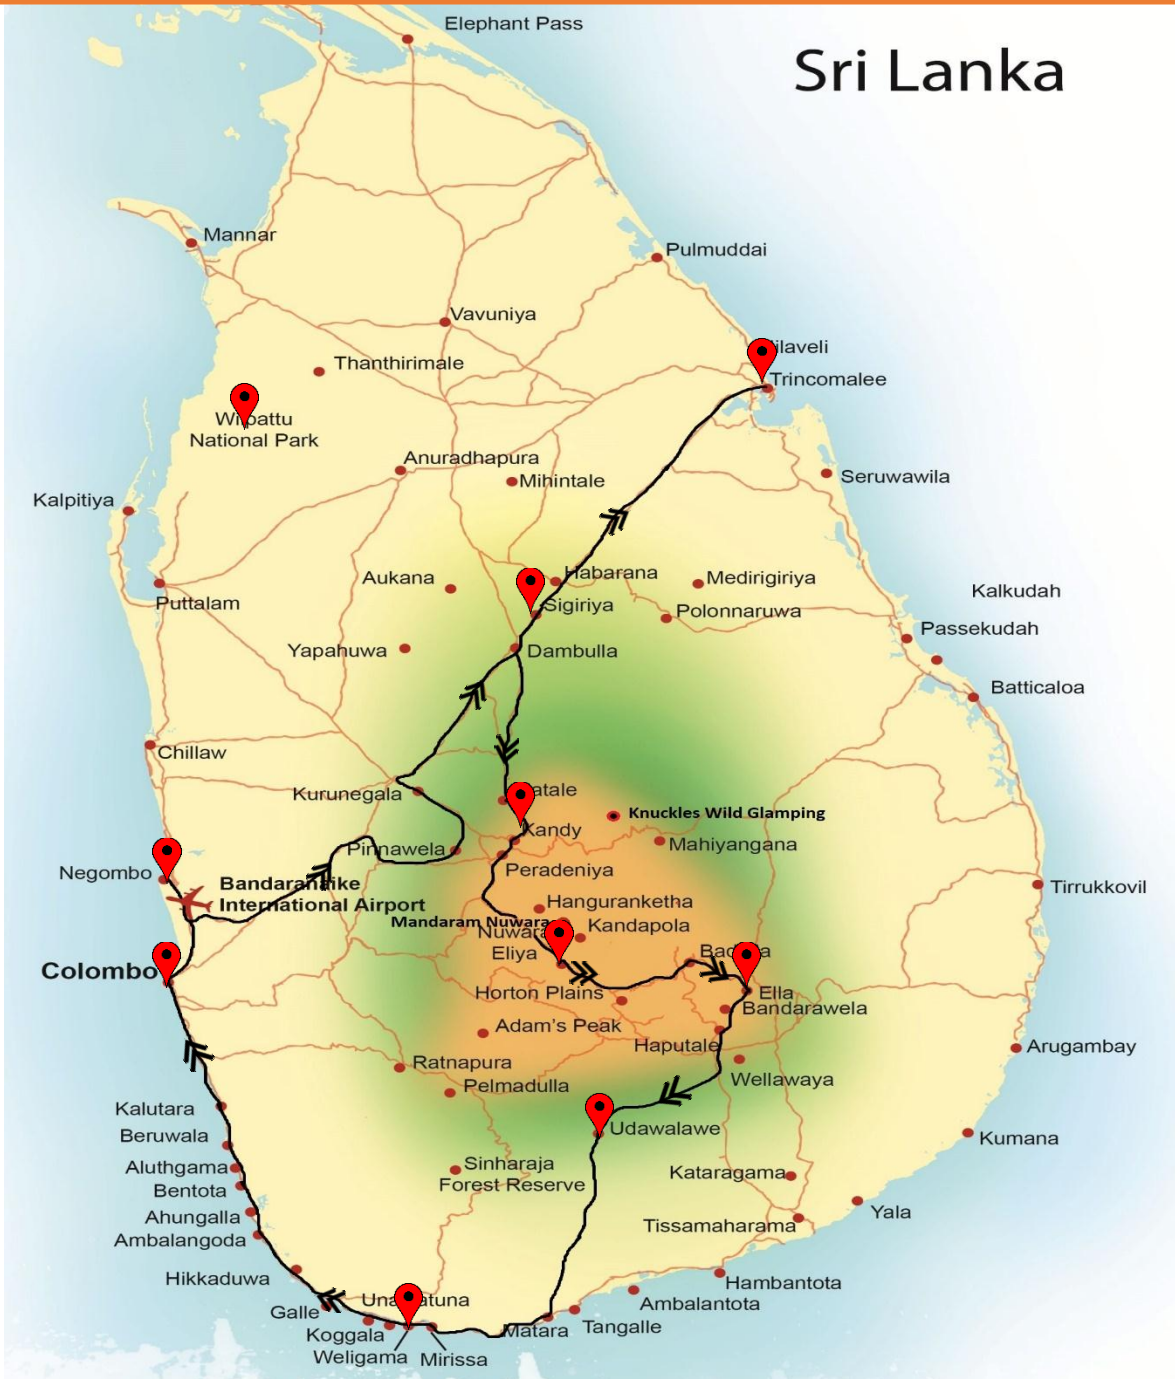 Elephant Pass
Sri Lanka
Mannar
Pulmuddai
Vavuniya
Thanthirimale
Trincomalee
National Park
Anuradhapura
Mihintale
Seruwawila
Kalpitiya
Aukana
Habarana
Medirigiriya
Kalkudah
Puttalam
Sigiriya
Polonnaruwa
Passekudah
Yapahuwa
Dambulla
Batticaloa
Chillaw
Kurunegala
Knuckles Wild Glamping
Kandy
Mahiyangana
Pinnawela
Peradeniya
Negombo
Bandaranaike
International Airport
Tirrukkovil
Hanguranketha
Mandaram Nuwara
Kandapola
Eliya
Colombo
Ella
Horton Plains
Bandarawela
Adam's Peak
Haputale
Arugambay
Ratnapura
Wellawaya
Pelmadulla
Kalutara
Udawalawe
Beruwala
Kumana
Aluthgama
Sinharaja
Forest Reserve
Kataragama
Bentota
Yala
Ahungalla
Tissamaharama
Ambalangoda
Hikkaduwa
Hambantota
Ambalantota
Galle
Koggala
Matara
Tangalle
Weligama
Mirissa